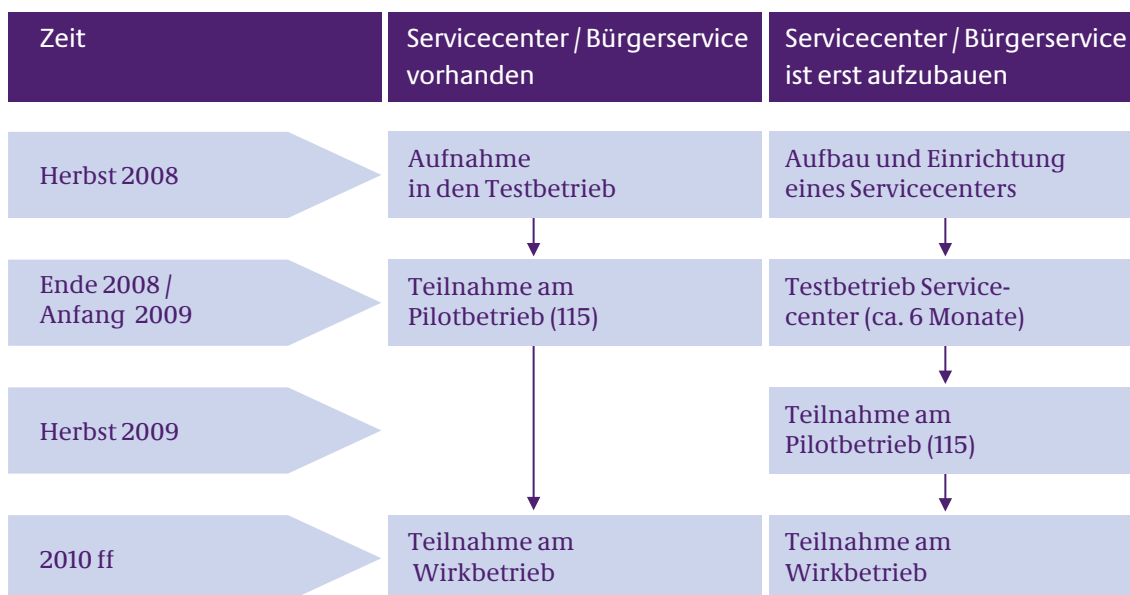 Zeit
Servicecenter / Bürgerservice
vorhanden
Servicecenter / Bürgerservice
ist erst aufzubauen
Herbst 2008
Aufnahme
in den Testbetrieb
Aufbau und Einrichtung
eines Servicecenters
Ende 2008 /
Anfang 2009
Teilnahme am
Pilotbetrieb (115)
Testbetrieb Service-
center (ca. 6 Monate)
Herbst 2009
Teilnahme am
Pilotbetrieb (115)
2010 ff
Teilnahme am
Wirkbetrieb
Teilnahme am
Wirkbetrieb